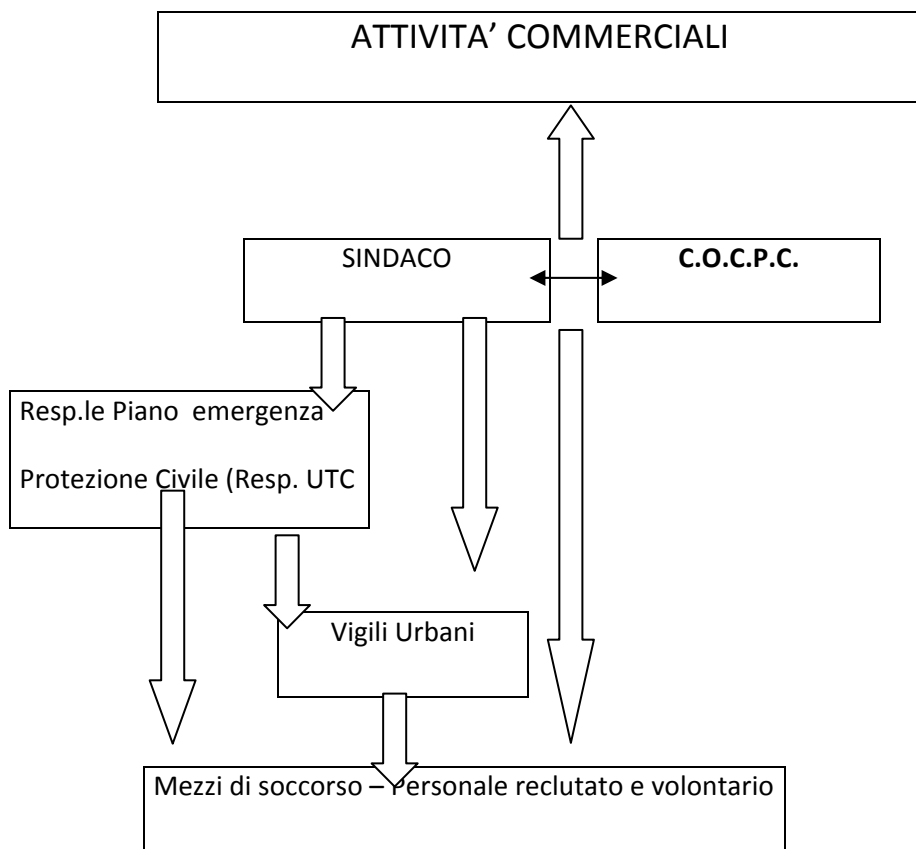 ATTIVITA’ COMMERCIALI
SINDACO
C.O.C.P.C.
Resp.le Piano emergenza
Protezione Civile (Resp. UTC
Vigili Urbani
Mezzi di soccorso – Personale reclutato e volontario